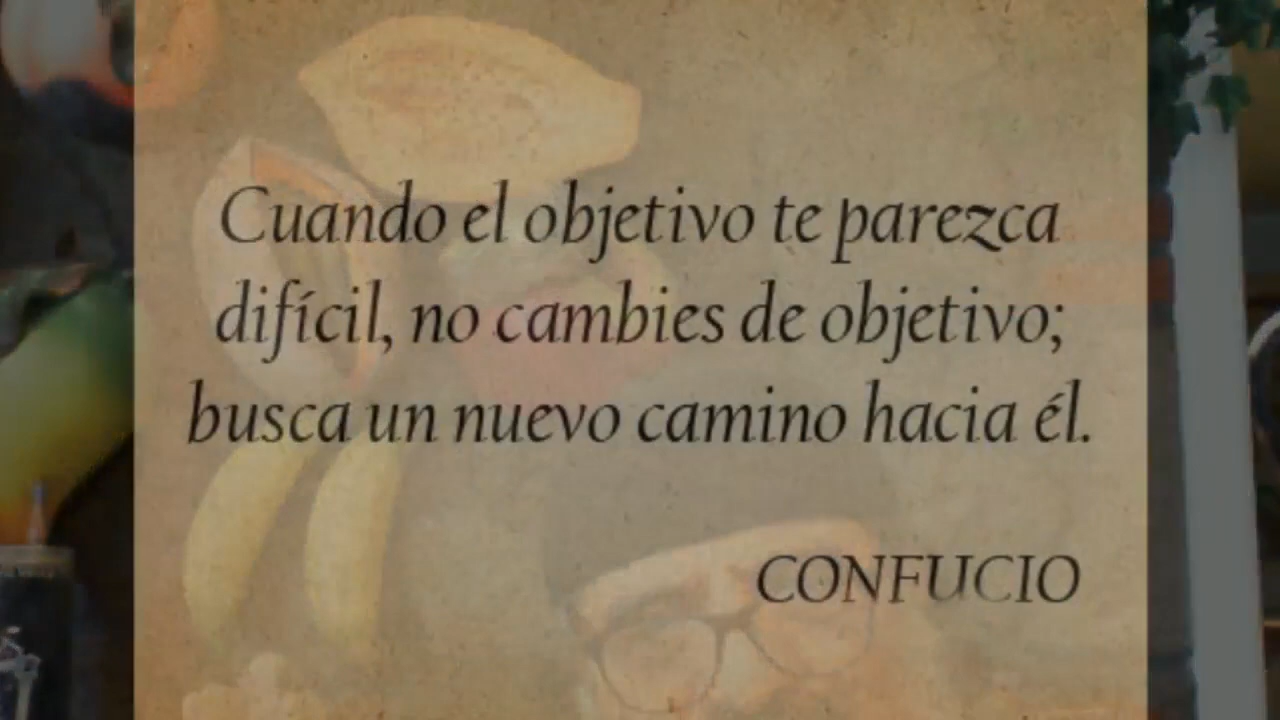 Cuando el objetivo te parezca
difícil, no cambies de objetivo;
busca un nuevo camino hacia él.
CONFUCIO